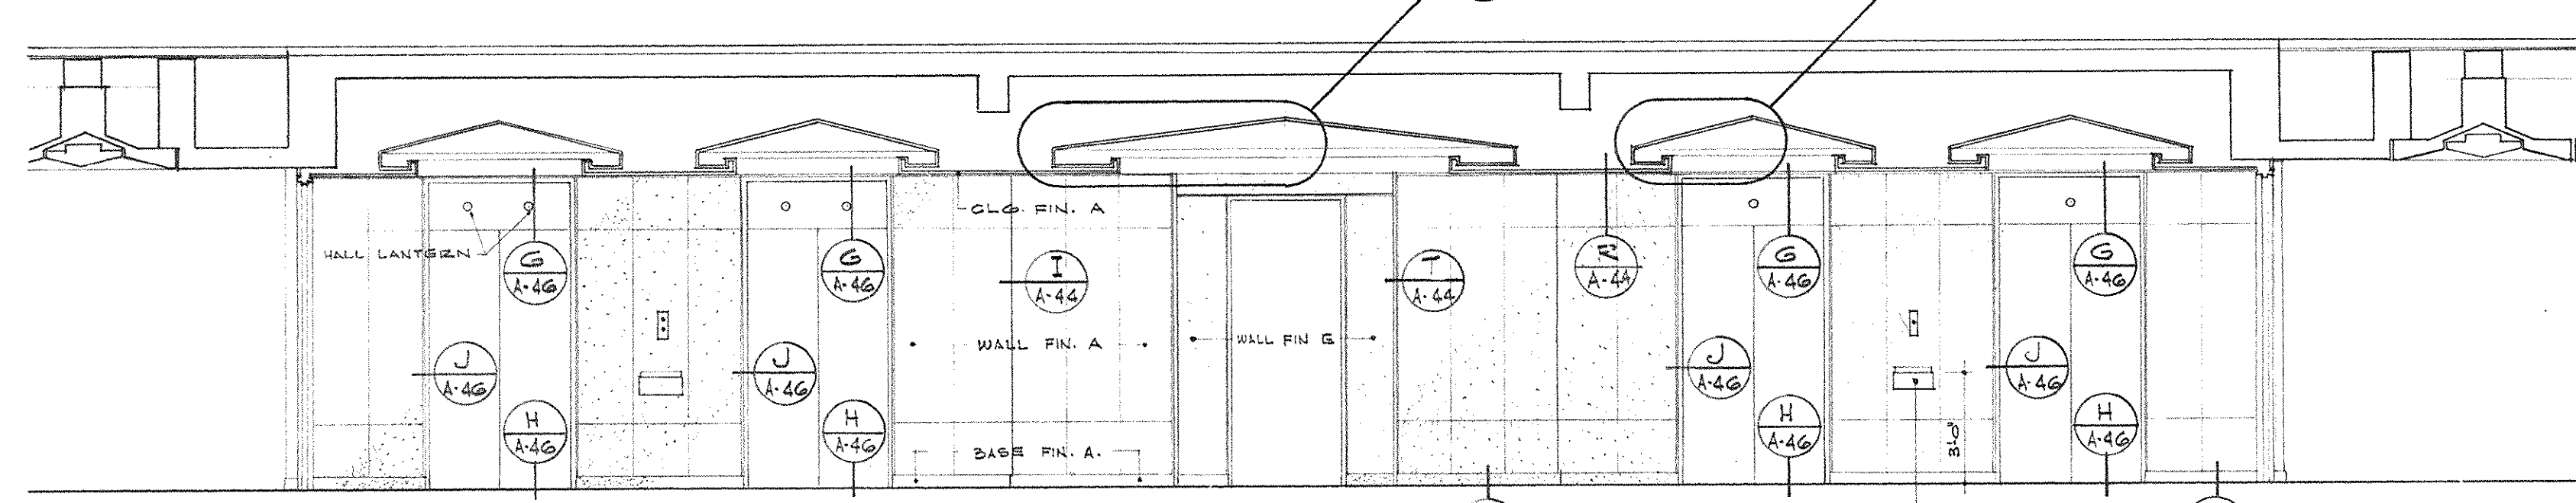 CLG. FIN. A
HALL LANTERN
G
A-46
G
A-46
I
A-44
T
A-44
A-44
G
A-46
G
A-46
WALL FIN. A
WALL FIN G
J
A-46
J
A-46
J
A-46
J
A-46
H
A-46
H
A-46
BASE FIN. A.
H
A-46
3'-0"
H
A-46